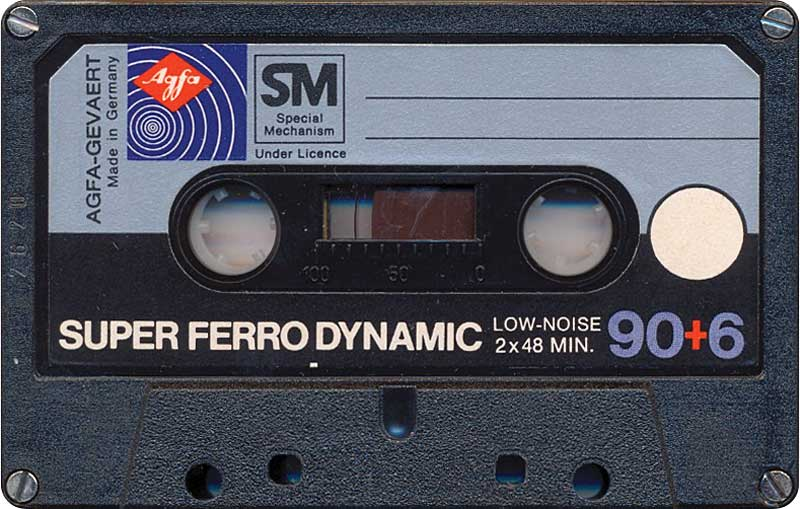 AGFA-GEVAERT
Made in Germany
Agfa
SM
Special
Mechanism
Under Licence
100 50 0
SUPER FERRO DYNAMIC
LOW-NOISE
2x48 MIN.
90+6